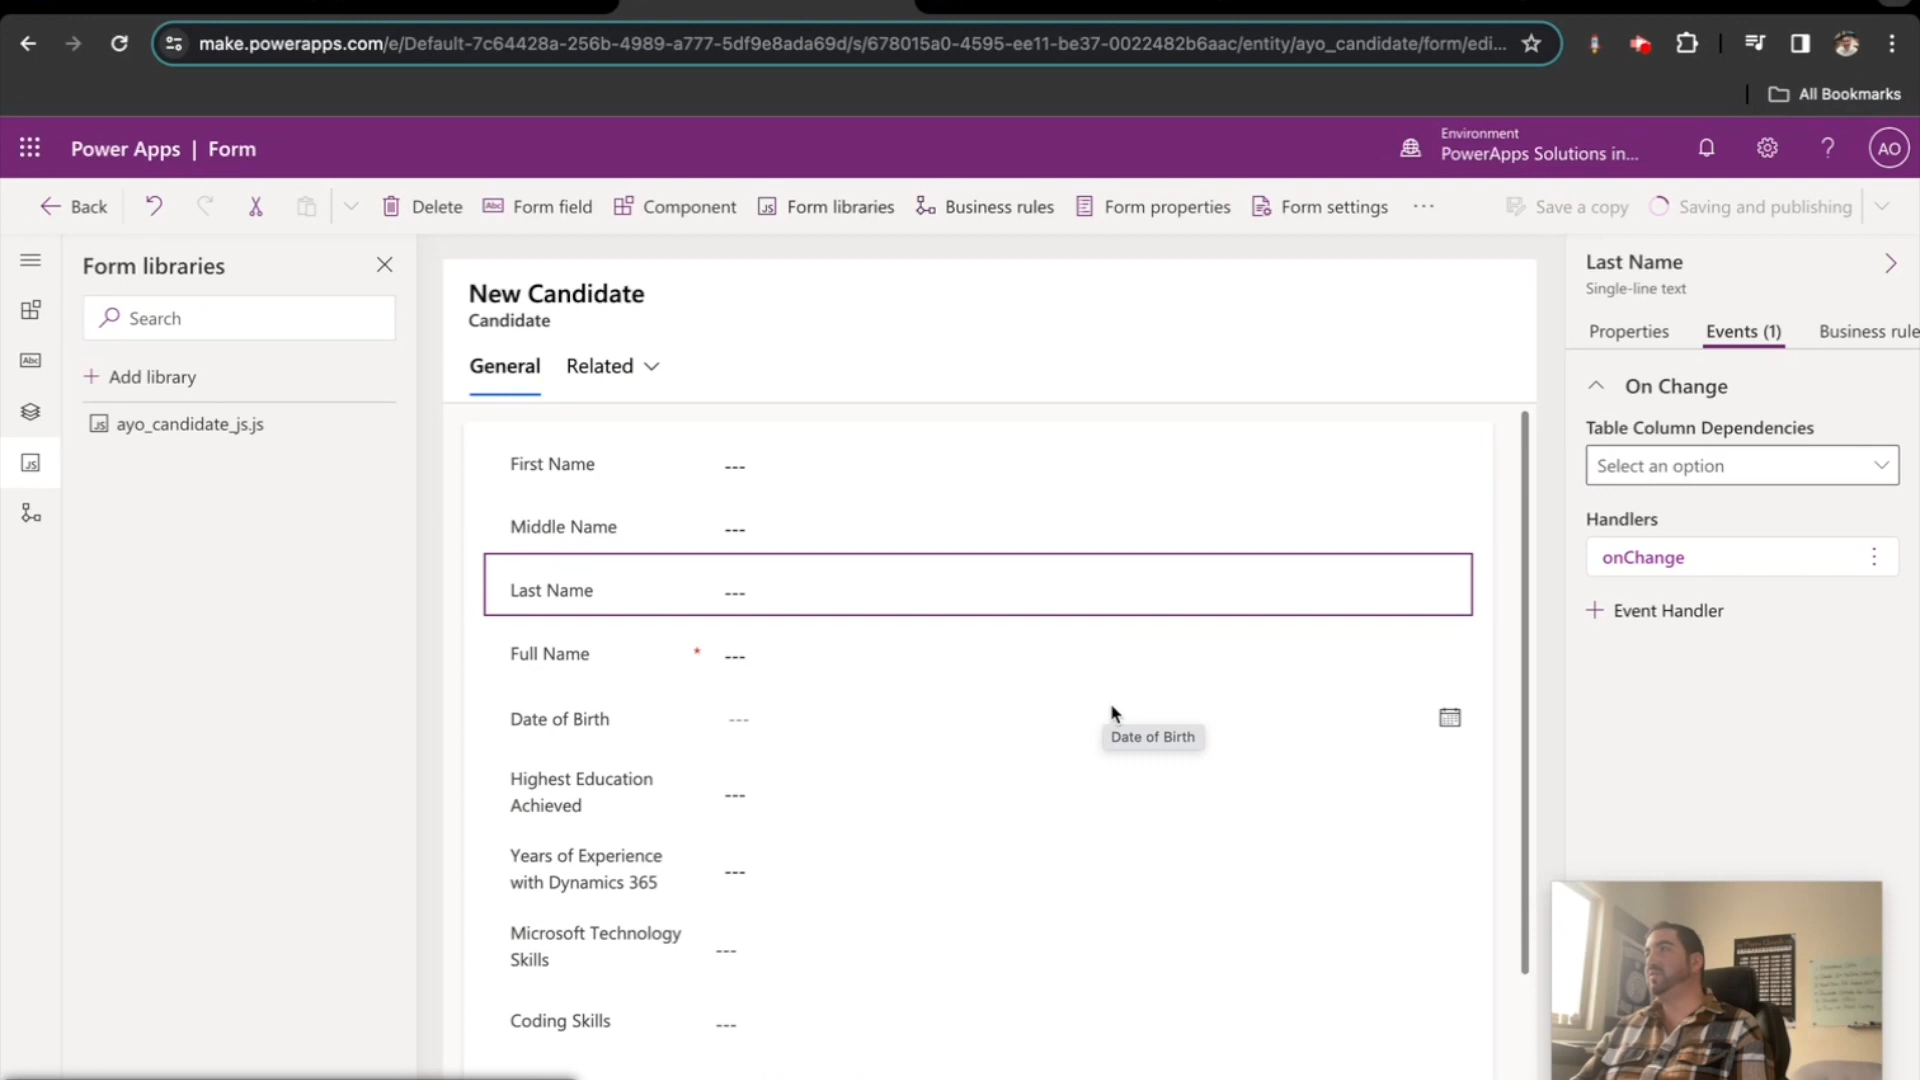 make.powerapps.com/e/Default-7c64428a-256b-4989-a777-5df9e8ada69d/s/678015a0-4595-ee11-be37-0022482b6aac/entity/ayo_candidate/form/edi...
All Bookmarks
Power Apps | Form
Environment
PowerApps Solutions in...
AO
Back
Delete
Form field
Component
Form libraries
Business rules
Form properties
Form settings
Save a copy
Saving and publishing
Form libraries
Search
Add library
ayo_candidate_js.js
New Candidate
Candidate
General
Related
First Name ---
Middle Name ---
Last Name ---
Full Name * ---
Date of Birth ---
Date of Birth
Highest Education
Achieved ---
Years of Experience
with Dynamics 365 ---
Microsoft Technology
Skills ---
Coding Skills ---
Last Name
Single-line text
Properties
Events (1)
Business rule
On Change
Table Column Dependencies
Select an option
Handlers
onChange
Event Handler